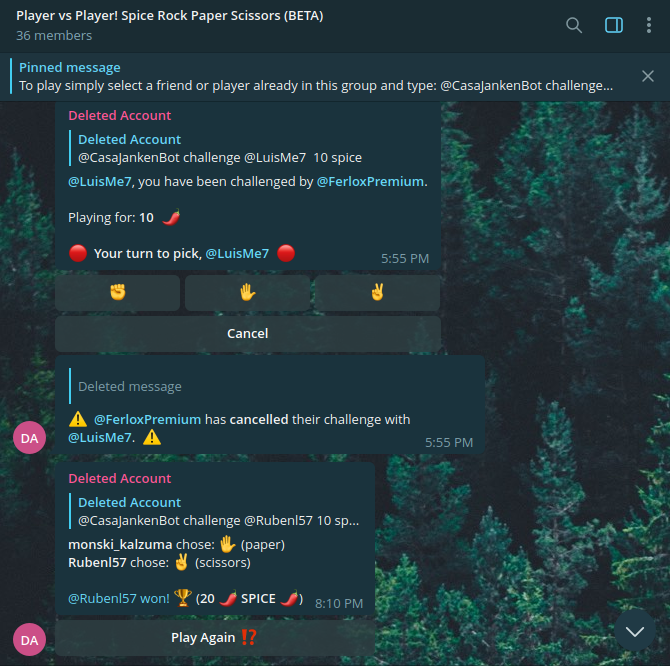 Player vs Player! Spice Rock Paper Scissors (BETA)
36 members
Pinned message
To play simply select a friend or player already in this group and type: @CasaJankenBot challenge...
Deleted Account
Deleted Account
@CasaJankenBot challenge @LuisMe7 10 spice
@LuisMe7, you have been challenged by @FerloxPremium.
Playing for: 10 🌶️
🔴 Your turn to pick, @LuisMe7 🔴
5:55 PM
✊ ✋ ✌️
Cancel
Deleted message
⚠️ @FerloxPremium has cancelled their challenge with
@LuisMe7. ⚠️
5:55 PM
DA
Deleted Account
Deleted Account
@CasaJankenBot challenge @Rubenl57 10 sp...
monski_kalzuma chose: ✋ (paper)
Rubenl57 chose: ✌️ (scissors)
@Rubenl57 won! 🏆 (20 🌶️ SPICE 🌶️)
8:10 PM
DA
Play Again ⁉️